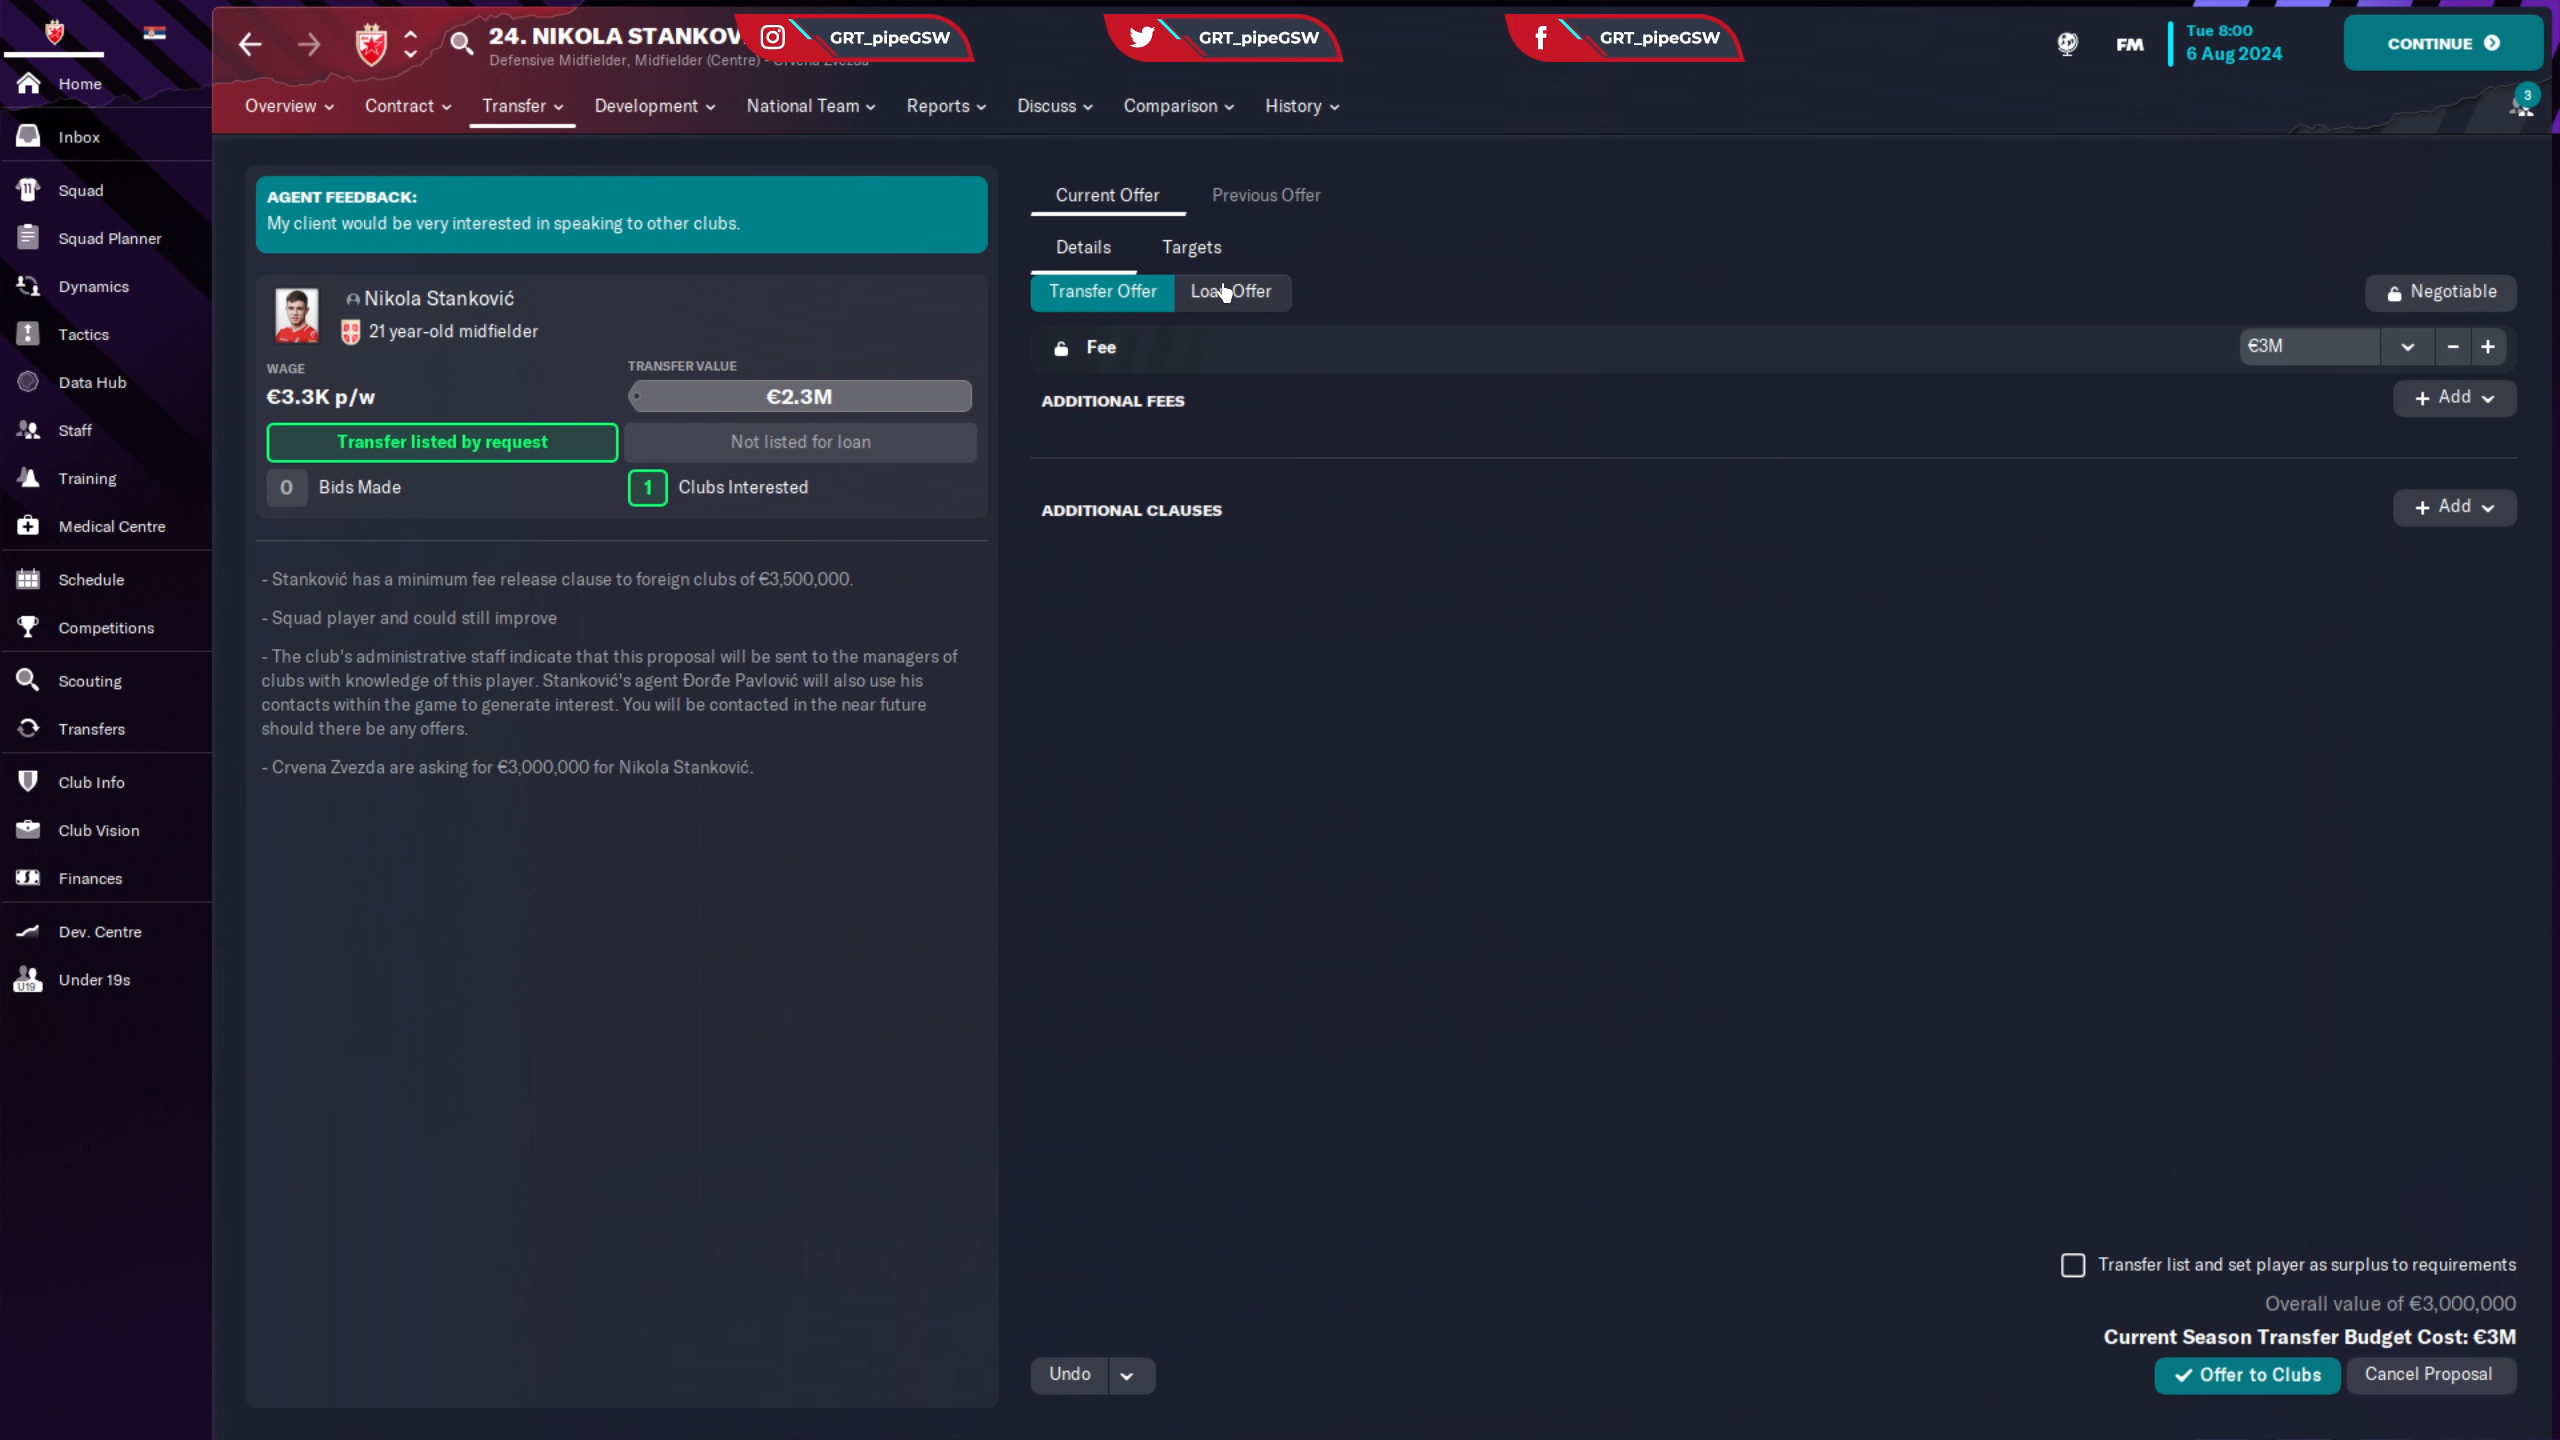 24. NIKOLA STANKOV
Defensive Midfielder, Midfielder (Centre) - Crvena Zvezda
GRT_pipeGSW
GRT_pipeGSW
GRT_pipeGSW
FM
Tue 8:00
6 Aug 2024
CONTINUE
Overview
Contract
Transfer
Development
National Team
Reports
Discuss
Comparison
History
3
Home
Inbox
Squad
Squad Planner
Dynamics
Tactics
Data Hub
Staff
Training
Medical Centre
Schedule
Competitions
Scouting
Transfers
Club Info
Club Vision
Finances
Dev. Centre
U19
Under 19s
AGENT FEEDBACK:
My client would be very interested in speaking to other clubs.
Nikola Stanković
21 year-old midfielder
WAGE
TRANSFER VALUE
€3.3K p/w
€2.3M
Transfer listed by request
Not listed for loan
0 Bids Made
1 Clubs Interested
- Stanković has a minimum fee release clause to foreign clubs of €3,500,000.
- Squad player and could still improve
- The club's administrative staff indicate that this proposal will be sent to the managers of
clubs with knowledge of this player. Stanković's agent Đorđe Pavlović will also use his
contacts within the game to generate interest. You will be contacted in the near future
should there be any offers.
- Crvena Zvezda are asking for €3,000,000 for Nikola Stanković.
Current Offer
Previous Offer
Details
Targets
Transfer Offer
Loan Offer
Negotiable
Fee
€3M
ADDITIONAL FEES
Add
ADDITIONAL CLAUSES
Add
Transfer list and set player as surplus to requirements
Overall value of €3,000,000
Current Season Transfer Budget Cost: €3M
Undo
Offer to Clubs
Cancel Proposal